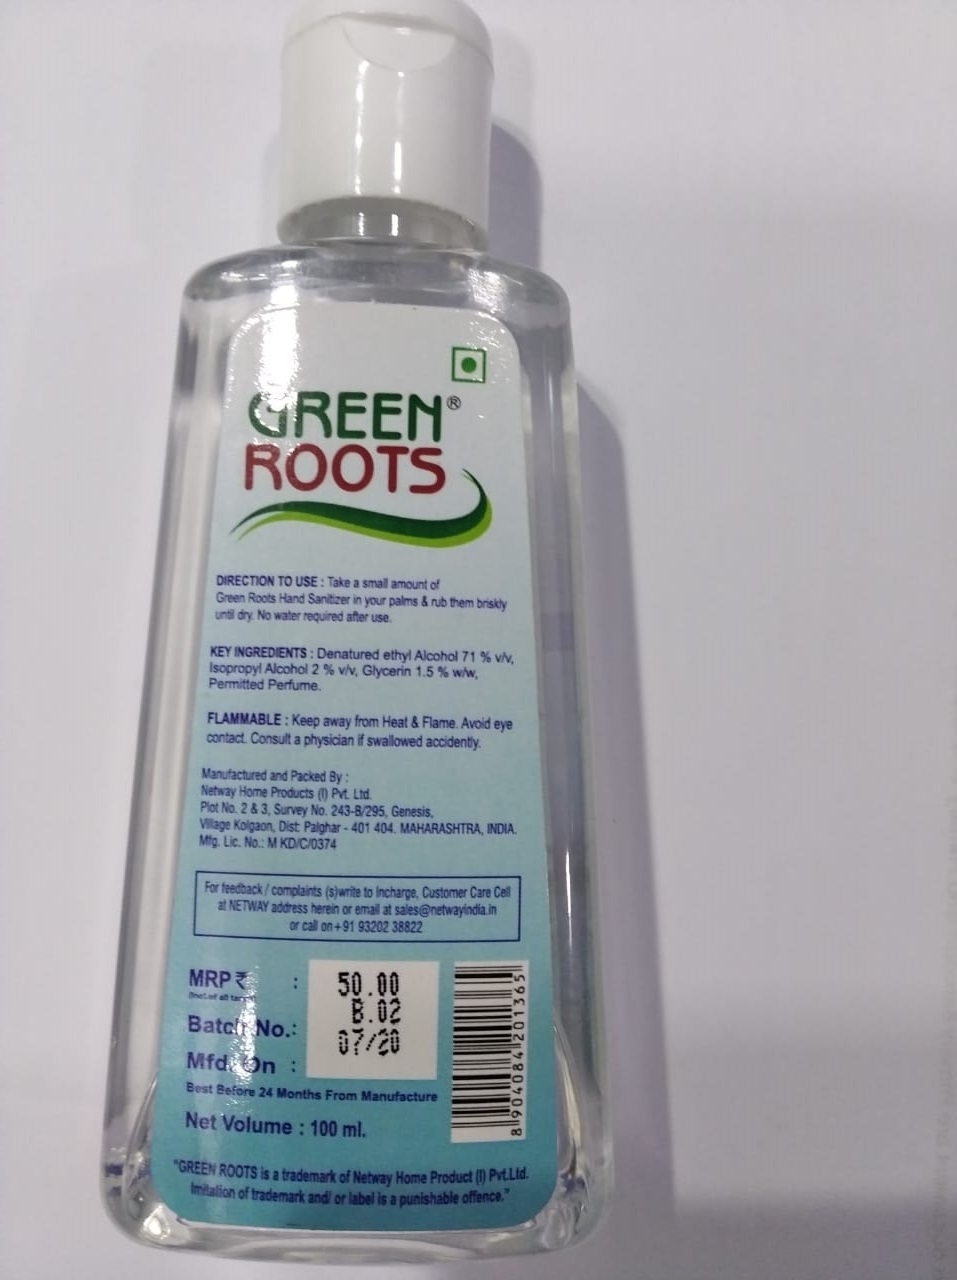 GREEN®
ROOTS
DIRECTION TO USE : Take a small amount of
Green Roots Hand Sanitizer in your palms & rub them briskly
until dry. No water required after use.
KEY INGREDIENTS : Denatured ethyl Alcohol 71 % v/v,
Isopropyl Alcohol 2 % v/v, Glycerin 1.5 % w/w,
Permitted Perfume.
FLAMMABLE : Keep away from Heat & Flame. Avoid eye
contact. Consult a physician if swallowed accidently.
Manufactured and Packed By :
Netway Home Products (I) Pvt. Ltd.
Plot No. 2 & 3, Survey No. 243-B/295, Genesis,
Village Kolgaon, Dist: Palghar - 401 404. MAHARASHTRA, INDIA.
Mfg. Lic. No.: M KD/C/0374
For feedback / complaints (s)write to Incharge, Customer Care Cell
at NETWAY address herein or email at sales@netwayindia.in
or call on +91 93202 38822
MRP ₹ : 50.00
(Incl.of all taxes)
Batch No.: B.02
Mfd. On : 07/20
Best Before 24 Months From Manufacture
Net Volume : 100 ml.
8904084201365
"GREEN ROOTS is a trademark of Netway Home Product (I) Pvt.Ltd.
Imitation of trademark and/ or label is a punishable offence."